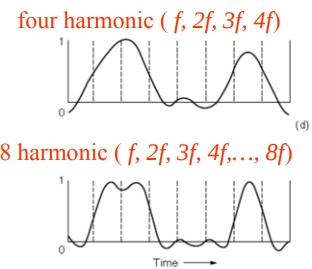 four harmonic ( f, 2f, 3f, 4f)
1
0
(d)
8 harmonic ( f, 2f, 3f, 4f,…, 8f)
1
0
Time